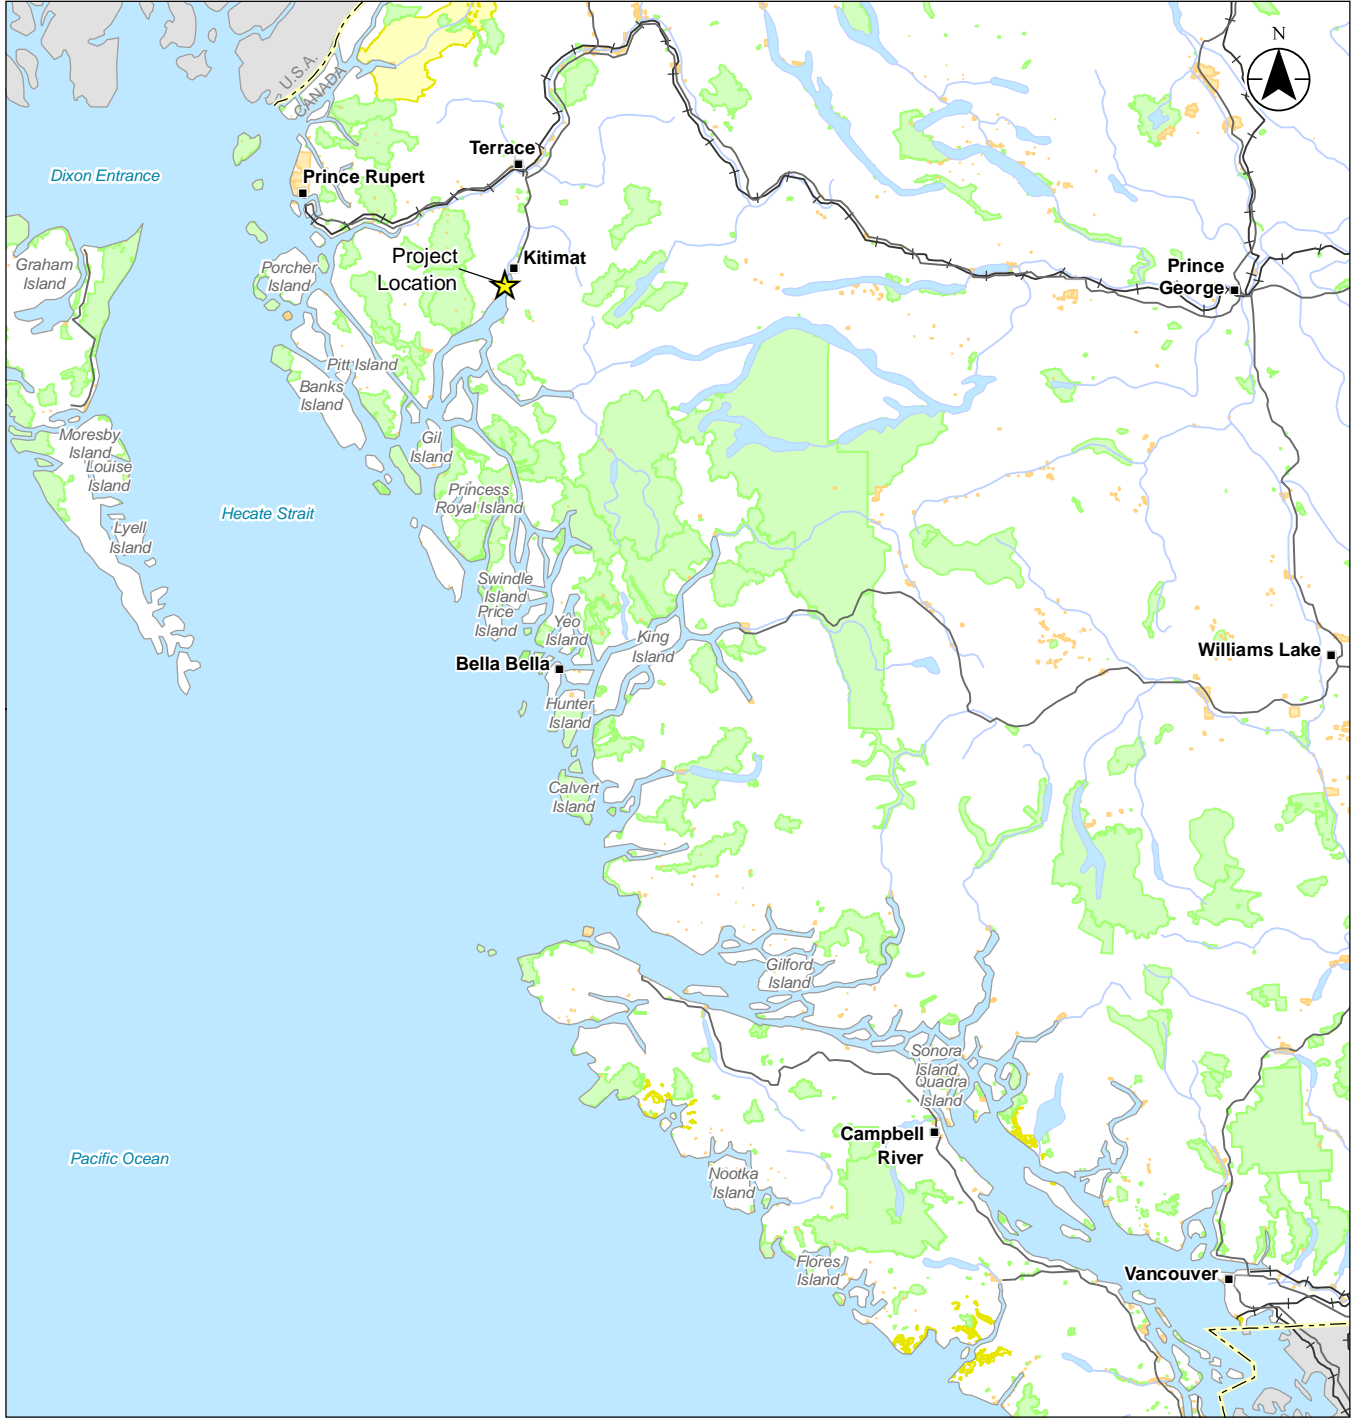 N
U.S.A.
CANADA
Terrace
Dixon Entrance
Prince Rupert
Project
Location
Kitimat
Graham
Island
Porcher
Island
Prince
George
Pitt Island
Banks
Island
Moresby
Island
Louise
Island
Gil
Island
Princess
Royal Island
Hecate Strait
Lyell
Island
Swindle
Island
Price
Island
Yeo
Island
King
Island
Williams Lake
Bella Bella
Hunter
Island
Calvert
Island
Gilford
Island
Sonora
Island
Quadra
Island
Campbell
River
Pacific Ocean
Nootka
Island
Flores
Island
Vancouver